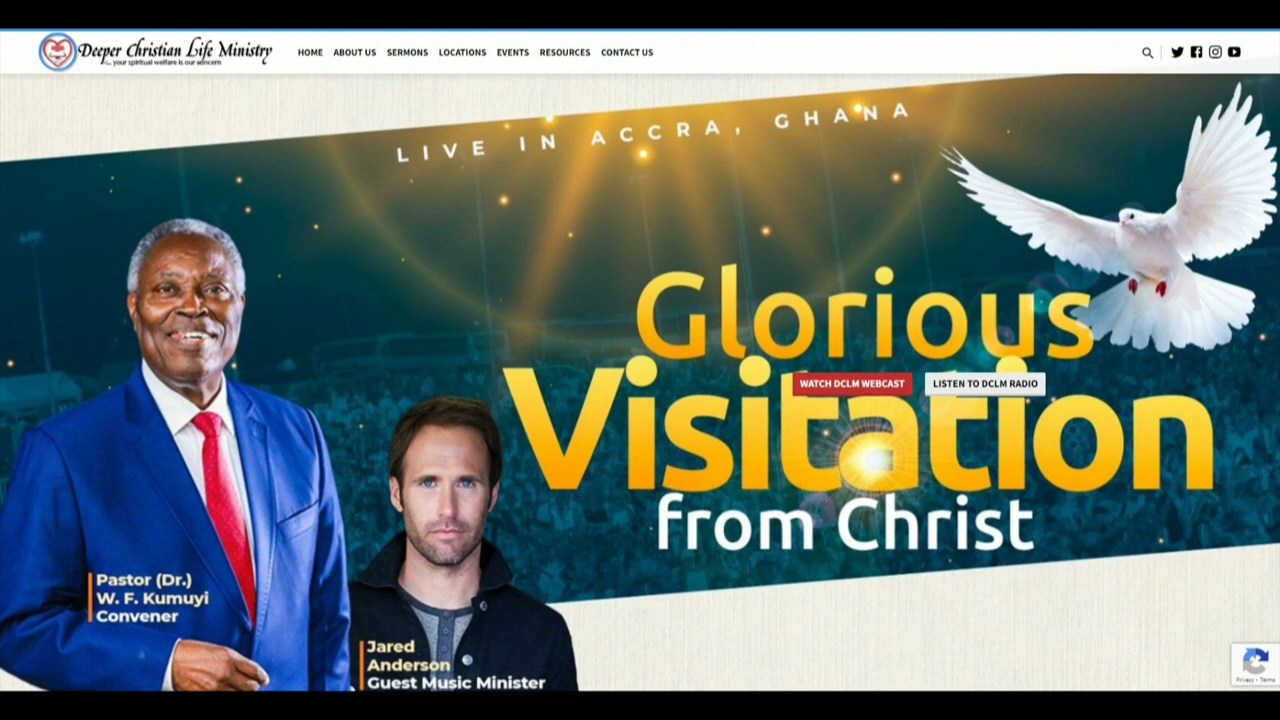 Deeper Christian Life Ministry
... your spiritual welfare is our concern
HOME ABOUT US SERMONS LOCATIONS EVENTS RESOURCES CONTACT US
LIVE IN ACCRA, GHANA
Glorious
Visitation
WATCH DCLM WEBCAST LISTEN TO DCLM RADIO
from Christ
Pastor (Dr.)
W. F. Kumuyi
Convener
Jared
Anderson
Guest Music Minister
Privacy - Terms